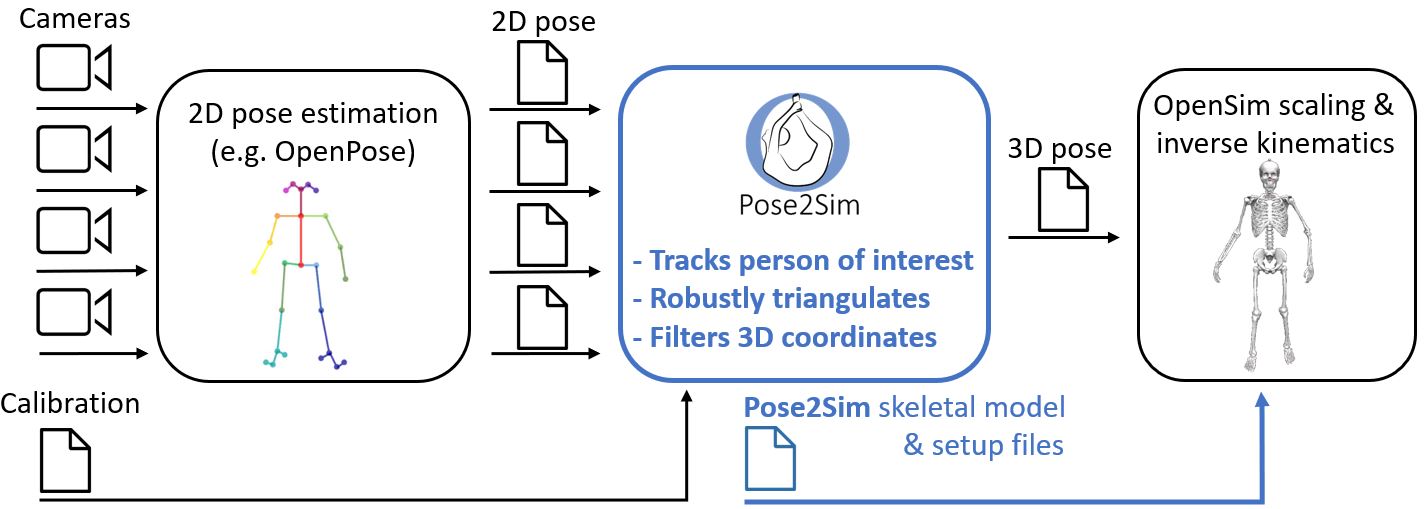 Cameras
2D pose estimation
(e.g. OpenPose)
2D pose
Pose2Sim
- Tracks person of interest
- Robustly triangulates
- Filters 3D coordinates
3D pose
OpenSim scaling &
inverse kinematics
Calibration
Pose2Sim skeletal model
& setup files